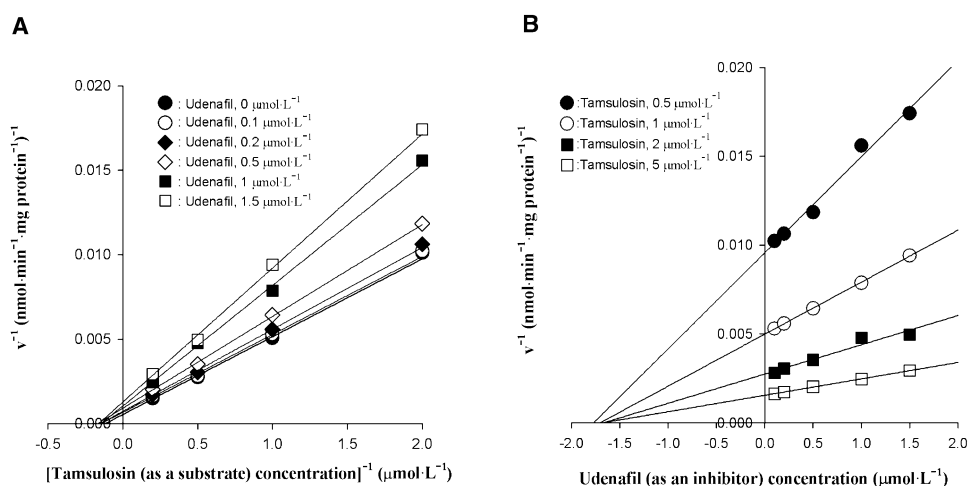 A
0.020
0.015
0.010
0.005
0.00
-0.5 0.0 0.5 1.0 1.5 2.0
: Udenafil, 0 µmol·L⁻¹
: Udenafil, 0.1 µmol·L⁻¹
: Udenafil, 0.2 µmol·L⁻¹
: Udenafil, 0.5 µmol·L⁻¹
: Udenafil, 1 µmol·L⁻¹
: Udenafil, 1.5 µmol·L⁻¹
v⁻¹ (nmol·min⁻¹·mg protein)⁻¹
[Tamsulosin (as a substrate) concentration]⁻¹ (µmol·L⁻¹)
B
0.020
0.015
0.010
0.005
0.000
-2.0 -1.5 -1.0 -0.5 0.0 0.5 1.0 1.5 2.0
:Tamsulosin, 0.5 µmol·L⁻¹
:Tamsulosin, 1 µmol·L⁻¹
:Tamsulosin, 2 µmol·L⁻¹
:Tamsulosin, 5 µmol·L⁻¹
v⁻¹ (nmol·min⁻¹·mg protein⁻¹)
Udenafil (as an inhibitor) concentration (µmol·L⁻¹)